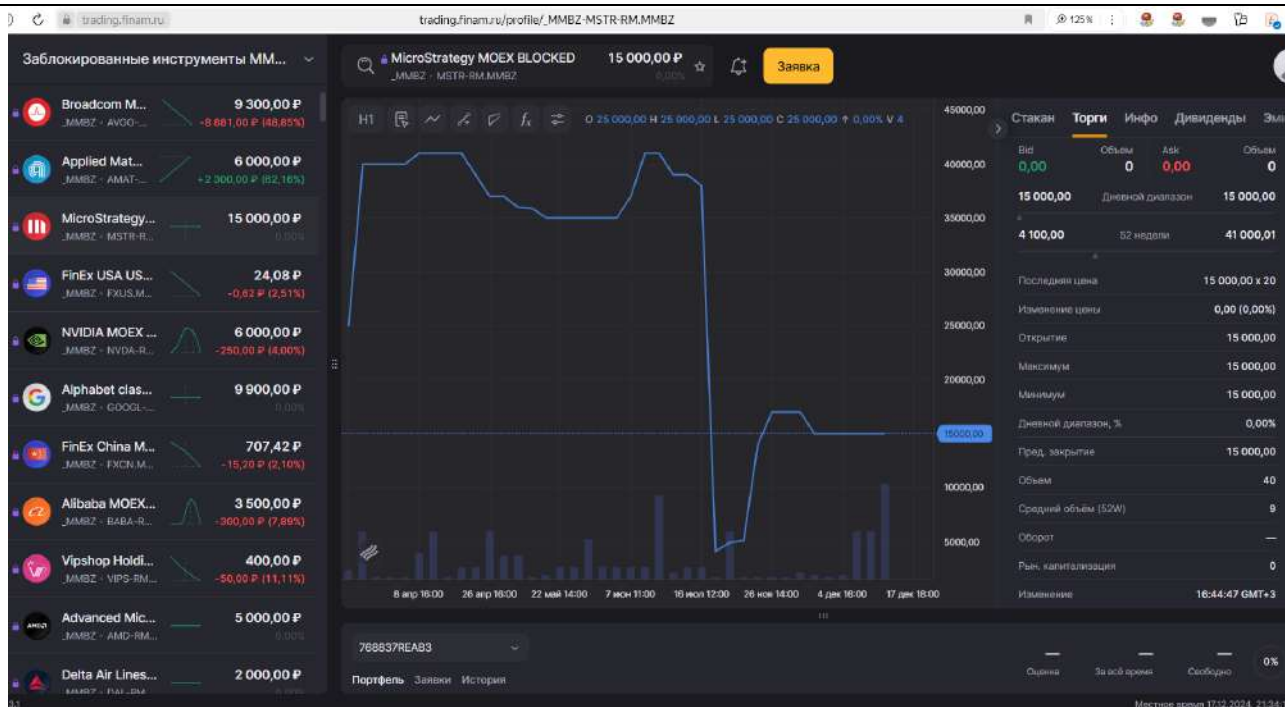 trading.finam.ru
trading.finam.ru/profile/_MMBZ-MSTR-RM.MMBZ
125 %
Заблокированные инструменты ММ...
MicroStrategy MOEX BLOCKED 15 000,00 ₽
_MMBZ · MSTR-RM.MMBZ 0,00%
Заявка
Broadcom M... 9 300,00 ₽
_MMBZ · AVGO-... -8 881,00 ₽ (48,85%)
Applied Mat... 6 000,00 ₽
_MMBZ · AMAT-... +2 300,00 ₽ (62,16%)
MicroStrategy... 15 000,00 ₽
_MMBZ · MSTR-R... 0,00%
FinEx USA US... 24,08 ₽
_MMBZ · FXUS.M... -0,62 ₽ (2,51%)
NVIDIA MOEX ... 6 000,00 ₽
_MMBZ · NVDA-R... -250,00 ₽ (4,00%)
Alphabet clas... 9 900,00 ₽
_MMBZ · GOOGL-... 0,00%
FinEx China M... 707,42 ₽
_MMBZ · FXCN.M... -15,20 ₽ (2,10%)
Alibaba MOEX... 3 500,00 ₽
_MMBZ · BABA-R... -300,00 ₽ (7,89%)
Vipshop Holdi... 400,00 ₽
_MMBZ · VIPS-RM... -50,00 ₽ (11,11%)
AMD
Advanced Mic... 5 000,00 ₽
_MMBZ · AMD-RM... 0,00%
Delta Air Lines... 2 000,00 ₽
_MMBZ · DAL-RM...
H1 O 25 000,00 H 25 000,00 L 25 000,00 C 25 000,00 0,00% V 4
45000,00
40000,00
35000,00
30000,00
25000,00
20000,00
15000,00
10000,00
5000,00
8 апр 16:00 26 апр 16:00 22 май 14:00 7 июн 11:00 16 июл 12:00 26 ноя 14:00 4 дек 16:00 17 дек 18:00
Стакан Торги Инфо Дивиденды Эми
Bid Объем Ask Объем
0,00 0 0,00 0
15 000,00 Дневной диапазон 15 000,00
4 100,00 52 недели 41 000,01
Последняя цена 15 000,00 x 20
Изменение цены 0,00 (0,00%)
Открытие 15 000,00
Максимум 15 000,00
Минимум 15 000,00
Дневной диапазон, % 0,00%
Пред. закрытие 15 000,00
Объем 40
Средний объём (52W) 9
Оборот —
Рын. капитализация 0
Изменение 16:44:47 GMT+3
768837REAB3
Портфель Заявки История
— — —
Оценка За всё время Свободно 0%
Местное время 17.12.2024, 21:34: